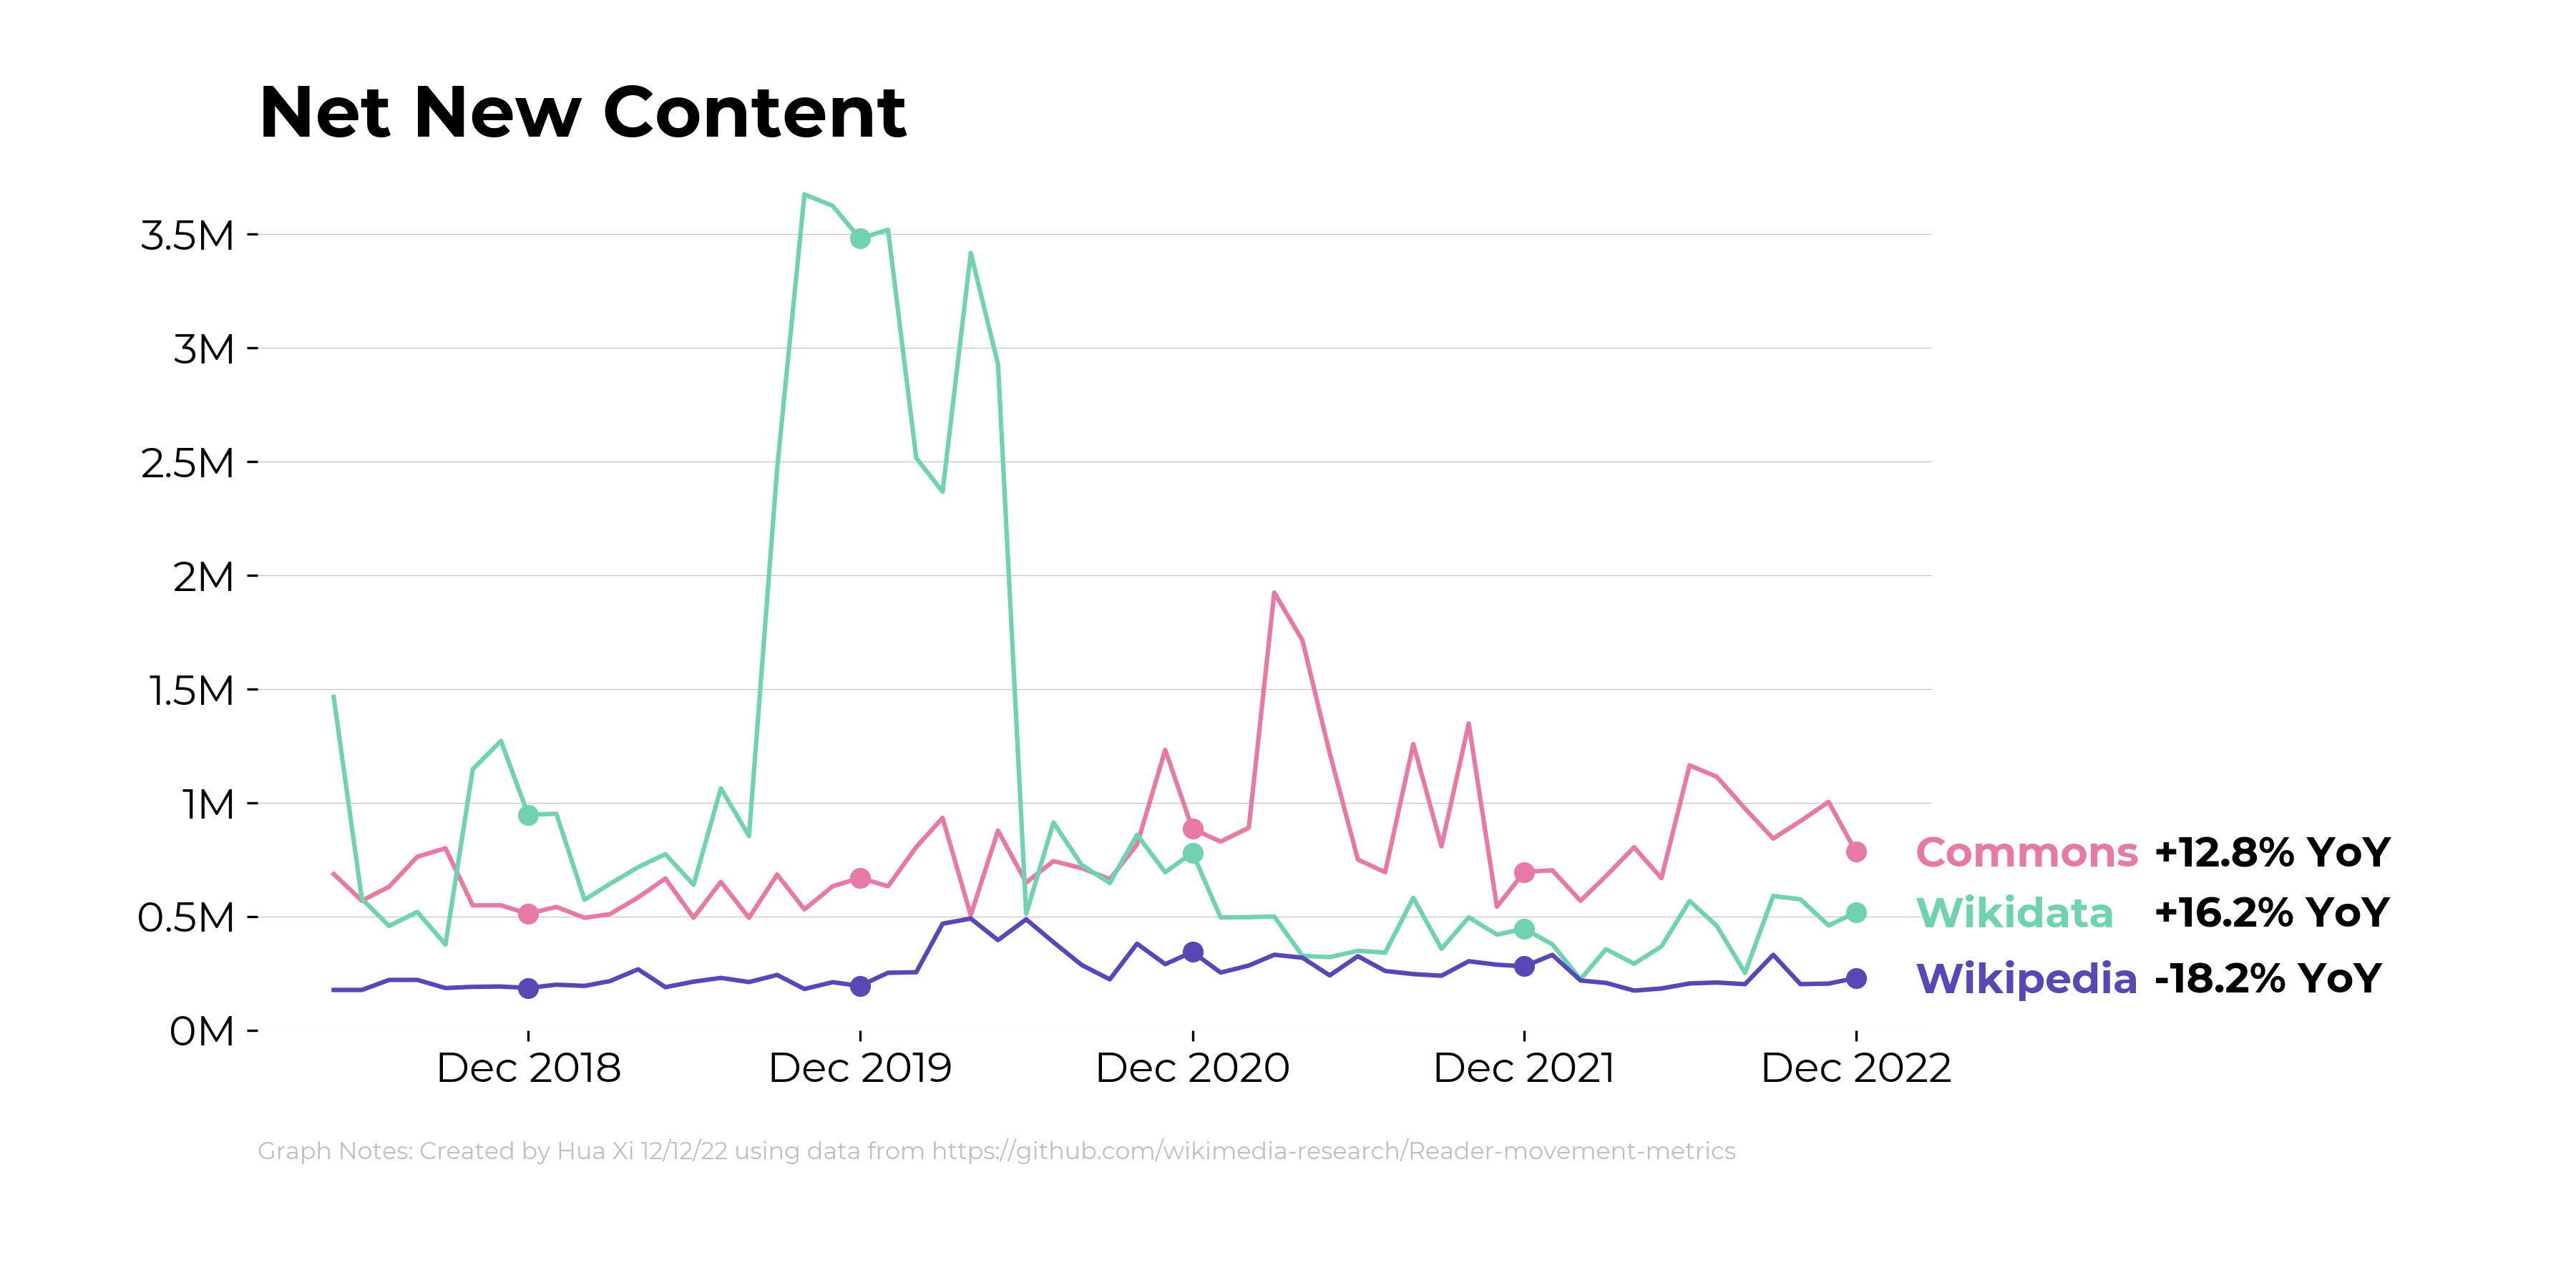 Net New Content
3.5M
3M
2.5M
2M
1.5M
1M
0.5M
0M
Commons +12.8% YoY
Wikidata +16.2% YoY
Wikipedia -18.2% YoY
Dec 2018 Dec 2019 Dec 2020 Dec 2021 Dec 2022
Graph Notes: Created by Hua Xi 12/12/22 using data from https://github.com/wikimedia-research/Reader-movement-metrics